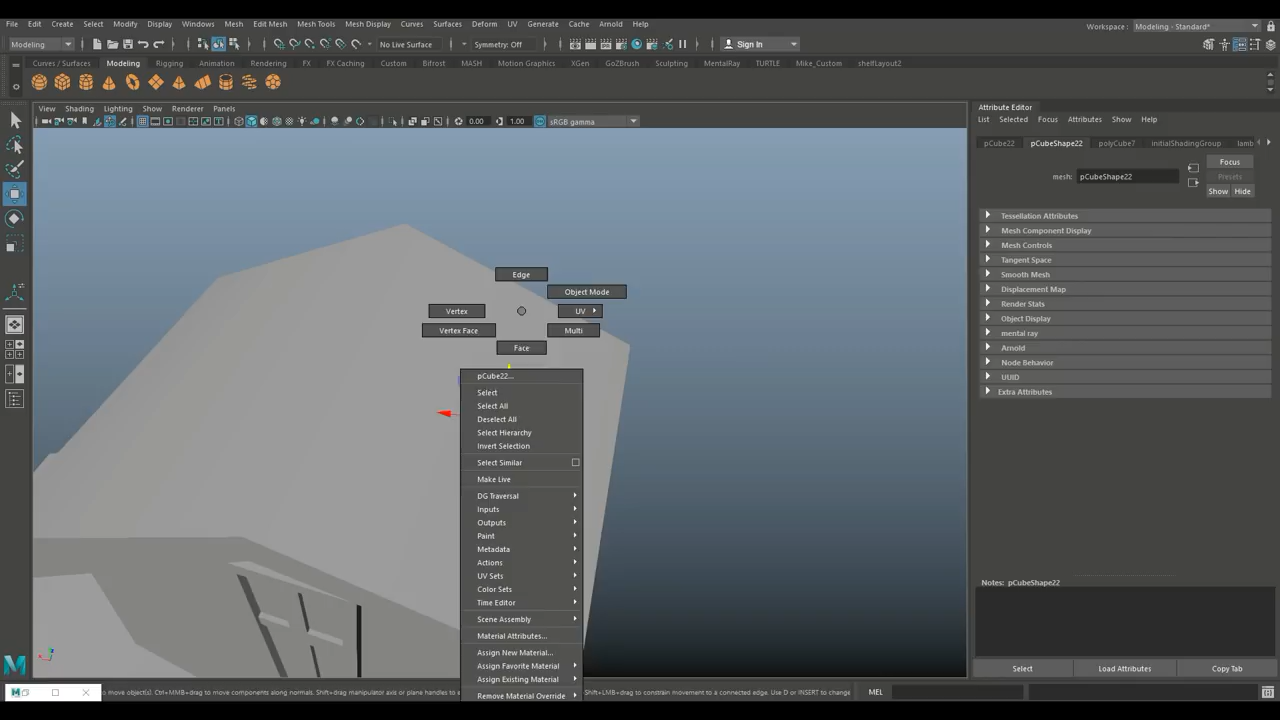 File Edit Create Select Modify Display Windows Mesh Edit Mesh Mesh Tools Mesh Display Curves Surfaces Deform UV Generate Cache Arnold Help
Workspace : Modeling - Standard*
Modeling No Live Surface Symmetry: Off Sign In
Curves / Surfaces Modeling Rigging Animation Rendering FX FX Caching Custom Bifrost MASH Motion Graphics XGen GoZBrush Sculpting MentalRay TURTLE Mike_Custom shelfLayout2
View Shading Lighting Show Renderer Panels
0.00 1.00 sRGB gamma
Edge
Object Mode
Vertex UV
Vertex Face Multi
Face
pCube22...
Select
Select All
Deselect All
Select Hierarchy
Invert Selection
Select Similar
Make Live
DG Traversal
Inputs
Outputs
Paint
Metadata
Actions
UV Sets
Color Sets
Time Editor
Scene Assembly
Material Attributes...
Assign New Material...
Assign Favorite Material
Assign Existing Material
Remove Material Override
Attribute Editor
List Selected Focus Attributes Show Help
pCube22 pCubeShape22 polyCube7 initialShadingGroup lamb
Focus
mesh: pCubeShape22 Presets
Show Hide
Tessellation Attributes
Mesh Component Display
Mesh Controls
Tangent Space
Smooth Mesh
Displacement Map
Render Stats
Object Display
mental ray
Arnold
Node Behavior
UUID
Extra Attributes
Notes: pCubeShape22
Select Load Attributes Copy Tab
to move object(s). Ctrl+MMB+drag to move components along normals. Shift+drag manipulator axis or plane handles to
Shift+LMB+drag to constrain movement to a connected edge. Use D or INSERT to change
MEL